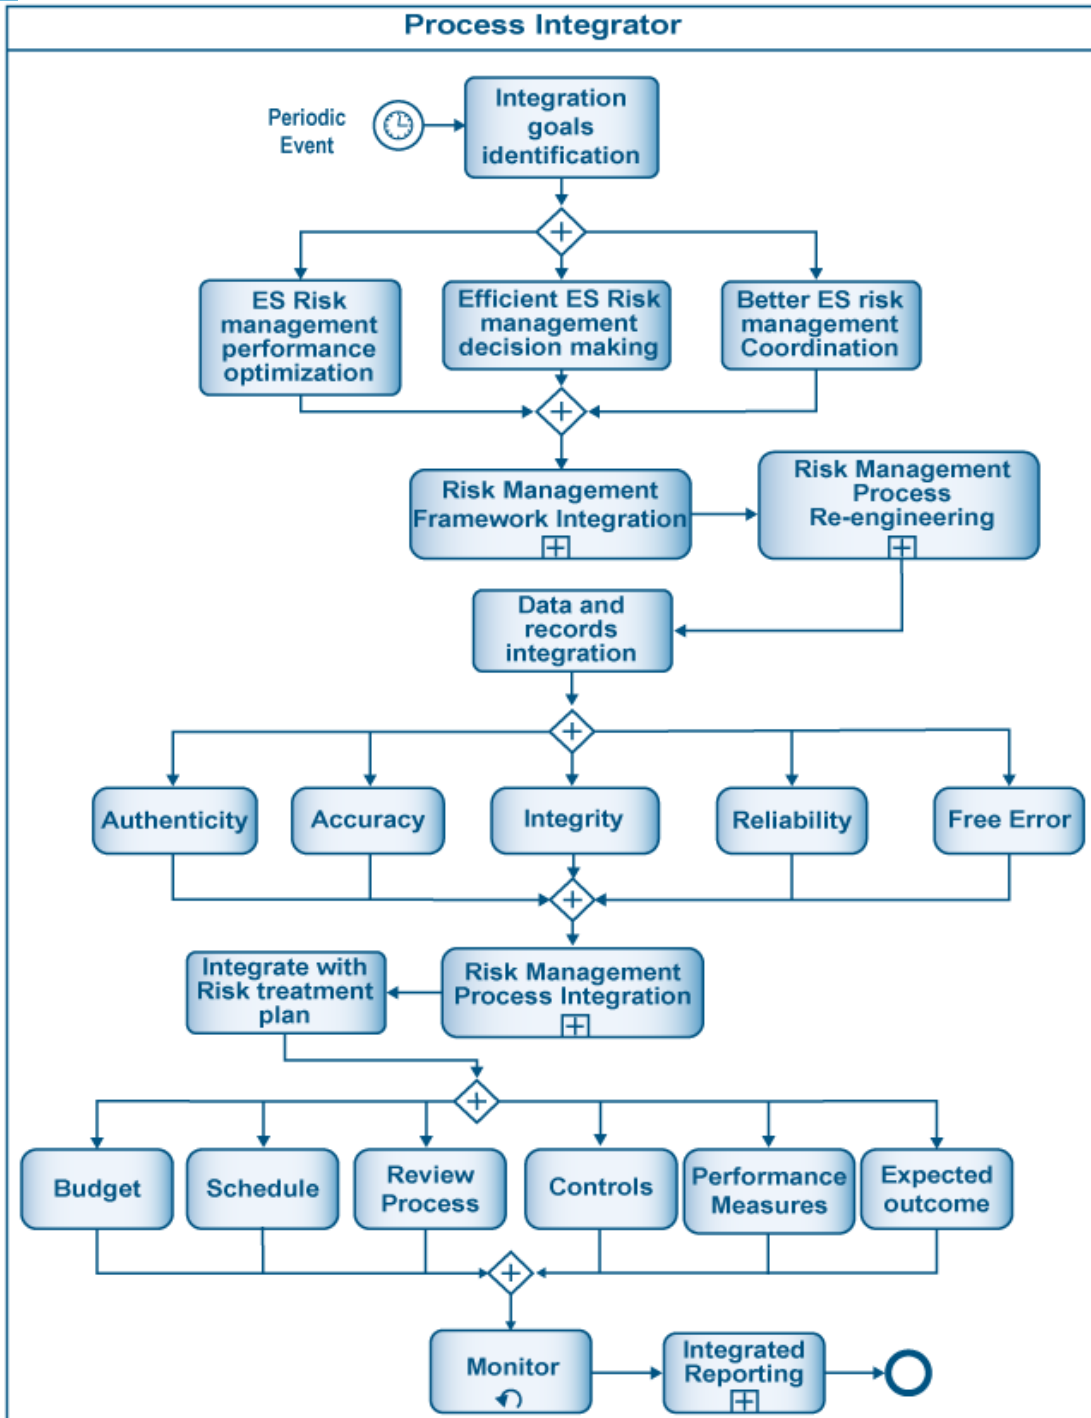 Process Integrator
Periodic
Event
Integration
goals
identification
ES Risk
management
performance
optimization
Efficient ES Risk
management
decision making
Better ES risk
management
Coordination
Risk Management
Framework Integration
Risk Management
Process
Re-engineering
Data and
records
integration
Authenticity
Accuracy
Integrity
Reliability
Free Error
Integrate with
Risk treatment
plan
Risk Management
Process Integration
Budget
Schedule
Review
Process
Controls
Performance
Measures
Expected
outcome
Monitor
Integrated
Reporting